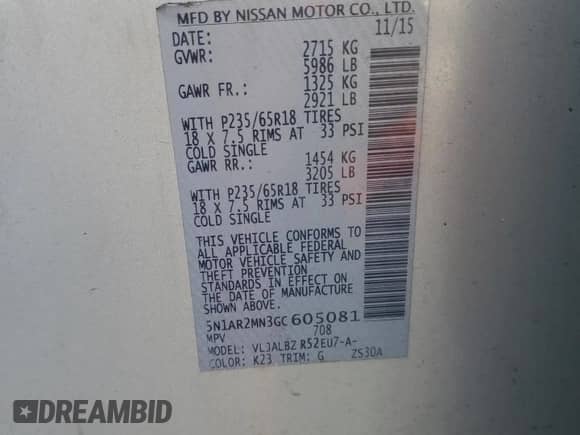 MFD BY NISSAN MOTOR CO., LTD.
DATE: 11/15
GVWR: 2715 KG
5986 LB
GAWR FR.: 1325 KG
2921 LB
WITH P235/65R18 TIRES
18 X 7.5 RIMS AT 33 PSI
COLD SINGLE
GAWR RR.: 1454 KG
3205 LB
WITH P235/65R18 TIRES
18 X 7.5 RIMS AT 33 PSI
COLD SINGLE
THIS VEHICLE CONFORMS TO
ALL APPLICABLE FEDERAL
MOTOR VEHICLE SAFETY AND
THEFT PREVENTION
STANDARDS IN EFFECT ON
THE DATE OF MANUFACTURE
SHOWN ABOVE.
5N1AR2MN3GC605081
MPV 708
MODEL: VLJALBZ R52EU7-A-
COLOR: K23 TRIM: G ZS30A
DREAMBID